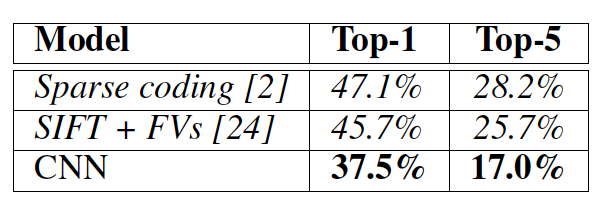 Model Top-1 Top-5
Sparse coding [2] 47.1% 28.2%
SIFT + FVs [24] 45.7% 25.7%
CNN 37.5% 17.0%